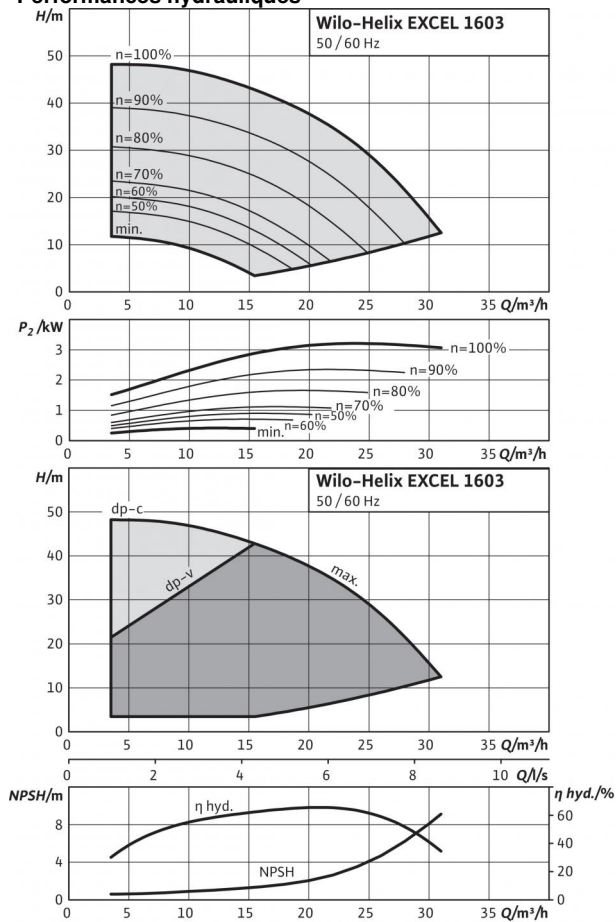 Performances hydrauliques
H/m
Wilo-Helix EXCEL 1603
50 / 60 Hz
50
n=100%
40
n=90%
30
n=80%
n=70%
20
n=60%
n=50%
min.
10
0
0 5 10 15 20 25 30 35 Q/m³/h
P₂ /kW
3
n=100%
n=90%
2
n=80%
n=70%
1
n=50%
n=60%
min.
0
0 5 10 15 20 25 30 35 Q/m³/h
H/m
Wilo-Helix EXCEL 1603
50 / 60 Hz
dp-c
50
40
dp-v
max.
30
20
10
0
0 5 10 15 20 25 30 35 Q/m³/h
0 2 4 6 8 10 Q/l/s
NPSH/m
η hyd./%
η hyd.
60
8
40
4
NPSH
20
0
0
0 5 10 15 20 25 30 35 Q/m³/h